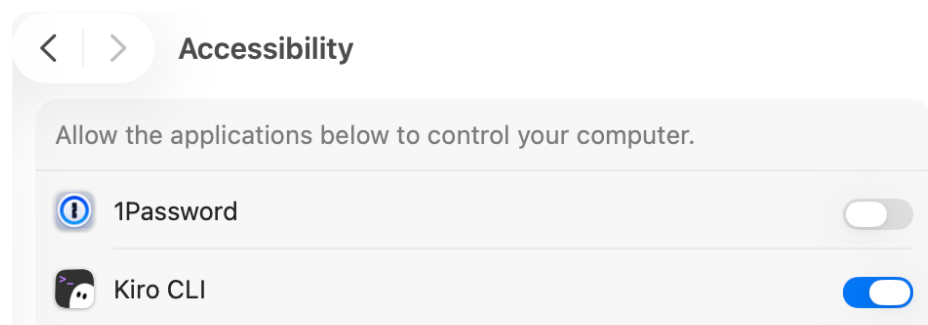 Accessibility
Allow the applications below to control your computer.
1Password
Kiro CLI